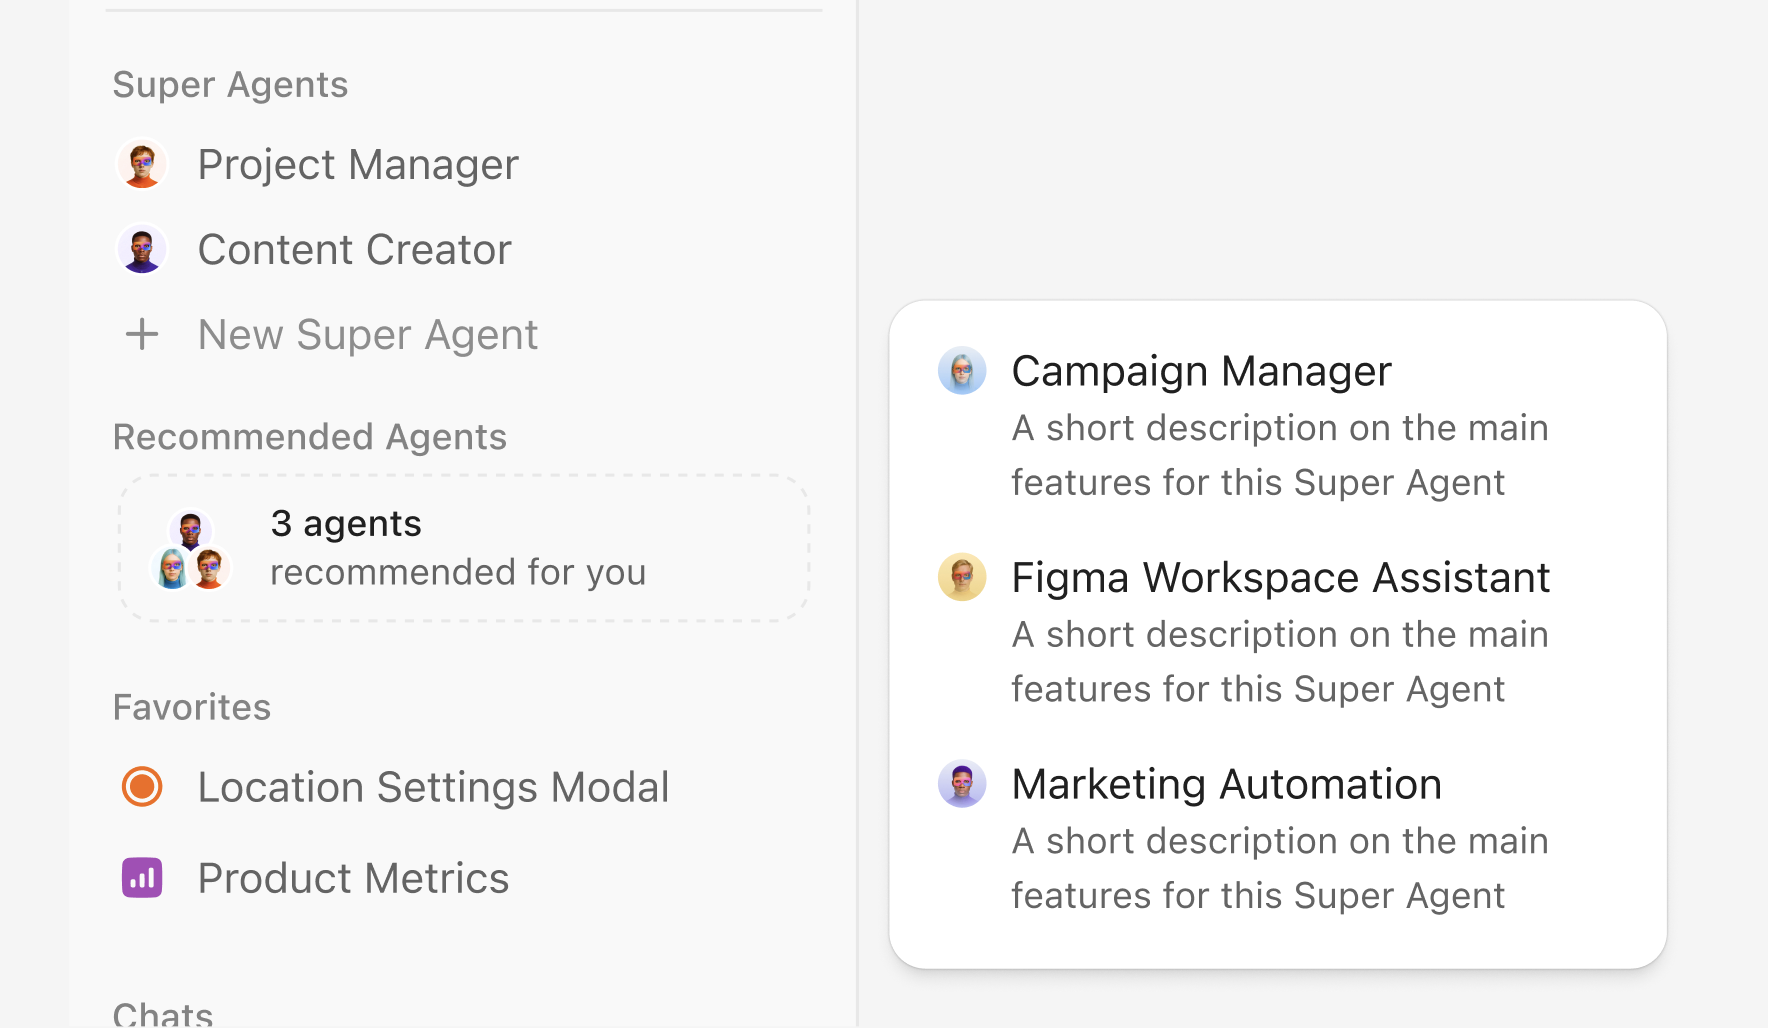 Super Agents
Project Manager
Content Creator
New Super Agent
Recommended Agents
3 agents
recommended for you
Favorites
Location Settings Modal
Product Metrics
Chats
Campaign Manager
A short description on the main
features for this Super Agent
Figma Workspace Assistant
A short description on the main
features for this Super Agent
Marketing Automation
A short description on the main
features for this Super Agent